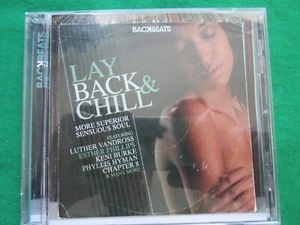 BACKBEATS
BACKBEATS
LAY
BACK &
CHILL
MORE SUPERIOR
SENSUOUS SOUL
FEATURING
LUTHER VANDROSS
ESTHER PHILLIPS
KENI BURKE
PHYLLIS HYMAN
CHAPTER 8
& MANY MORE